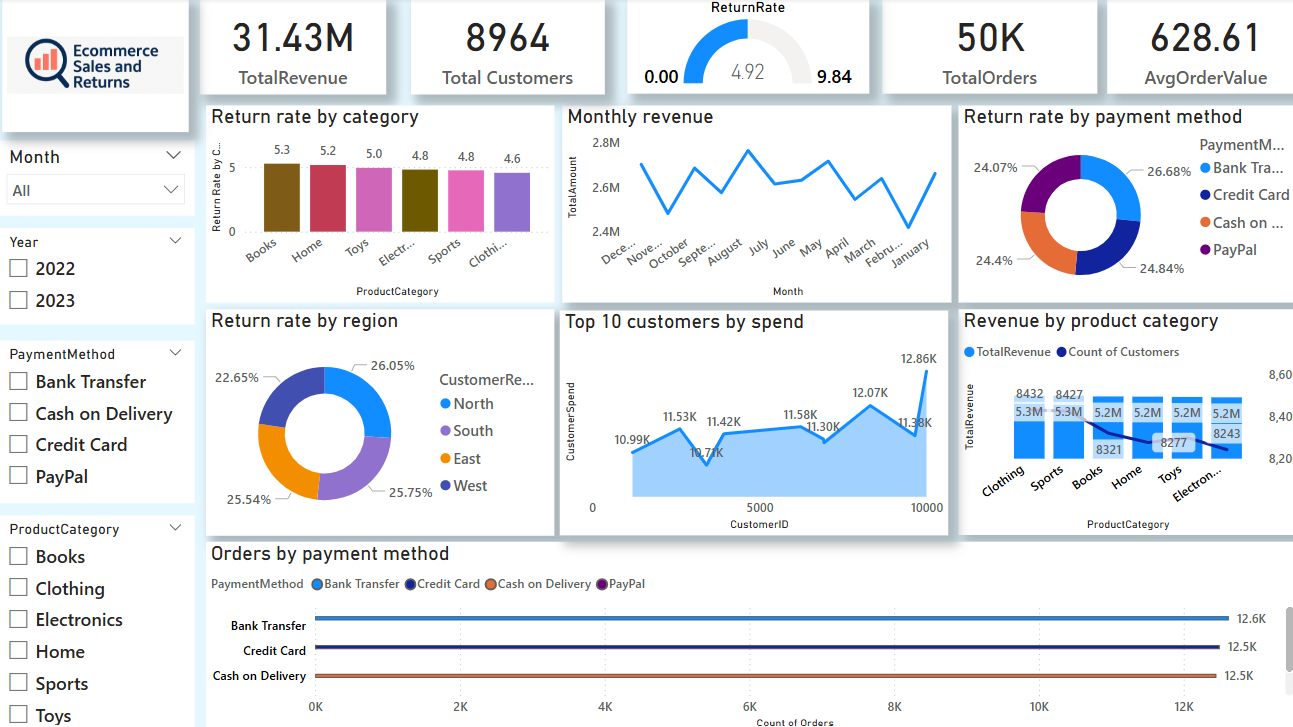 Ecommerce
Sales and
Returns
31.43M
TotalRevenue
8964
Total Customers
ReturnRate
0.00
4.92
9.84
50K
TotalOrders
628.61
AvgOrderValue
Month
All
Year
2022
2023
PaymentMethod
Bank Transfer
Cash on Delivery
Credit Card
PayPal
ProductCategory
Books
Clothing
Electronics
Home
Sports
Toys
Return rate by category
Return Rate by C...
5
0
5.3
5.2
5.0
4.8
4.8
4.6
Books
Home
Toys
Electr...
Sports
Clothi...
ProductCategory
Monthly revenue
TotalAmount
2.8M
2.6M
2.4M
Dece...
Nove...
October
Septe...
August
July
June
May
April
March
Febru...
January
Month
Return rate by payment method
24.07%
26.68%
24.4%
24.84%
PaymentM...
Bank Tra...
Credit Card
Cash on ...
PayPal
Return rate by region
22.65%
26.05%
25.54%
25.75%
CustomerRe...
North
South
East
West
Top 10 customers by spend
CustomerSpend
10.99K
11.53K
10.71K
11.42K
11.58K
11.30K
12.07K
11.38K
12.86K
0
5000
10000
CustomerID
Revenue by product category
TotalRevenue Count of Customers
TotalRevenue
8432
8427
5.3M
5.3M
5.2M
5.2M
5.2M
5.2M
8321
8277
8243
8,60
8,40
8,20
Clothing
Sports
Books
Home
Toys
Electron...
ProductCategory
Orders by payment method
PaymentMethod Bank Transfer Credit Card Cash on Delivery PayPal
Bank Transfer
12.6K
Credit Card
12.5K
Cash on Delivery
12.5K
0K
2K
4K
6K
8K
10K
12K
Count of Orders